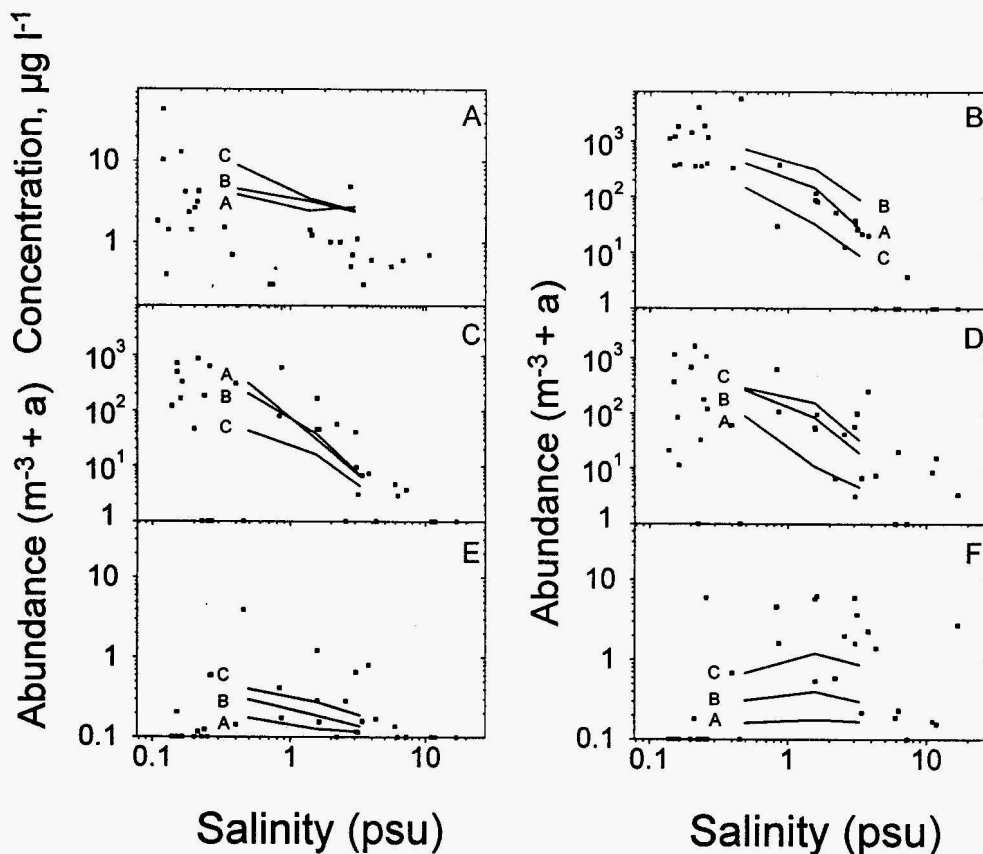 Abundance (m-3 + a) Concentration, µg l-1
A
10
1
C
B
A
B
10³
10²
10¹
1
B
A
C
C
10³
10²
10¹
1
A
B
C
D
10³
10²
10¹
1
C
B
A
E
10
1
0.1
C
B
A
0.1 1 10
Salinity (psu)
Abundance (m-3 + a)
F
10
1
0.1
C
B
A
0.1 1 10
Salinity (psu)